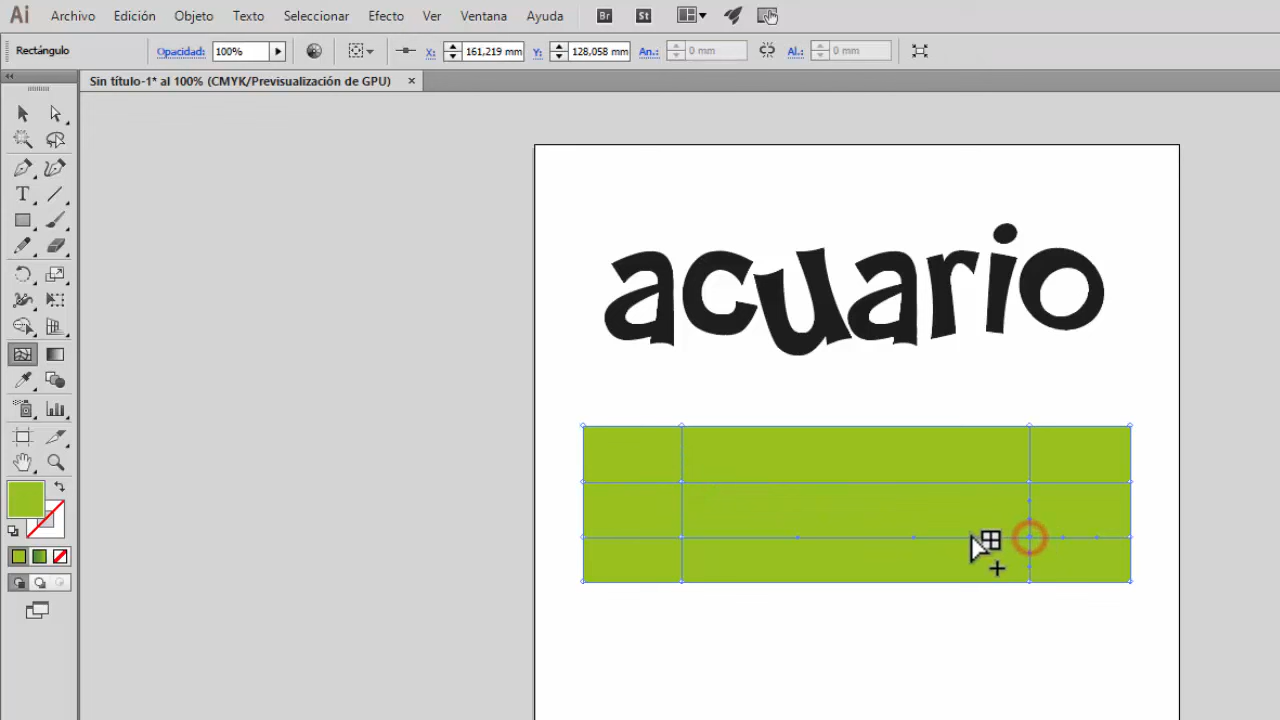 Ai Archivo Edición Objeto Texto Seleccionar Efecto Ver Ventana Ayuda Br St
Rectángulo Opacidad: 100% X: 161,219 mm Y: 128,058 mm An.: 0 mm Al.: 0 mm
Sin título-1* al 100% (CMYK/Previsualización de GPU) ×
T
acuario